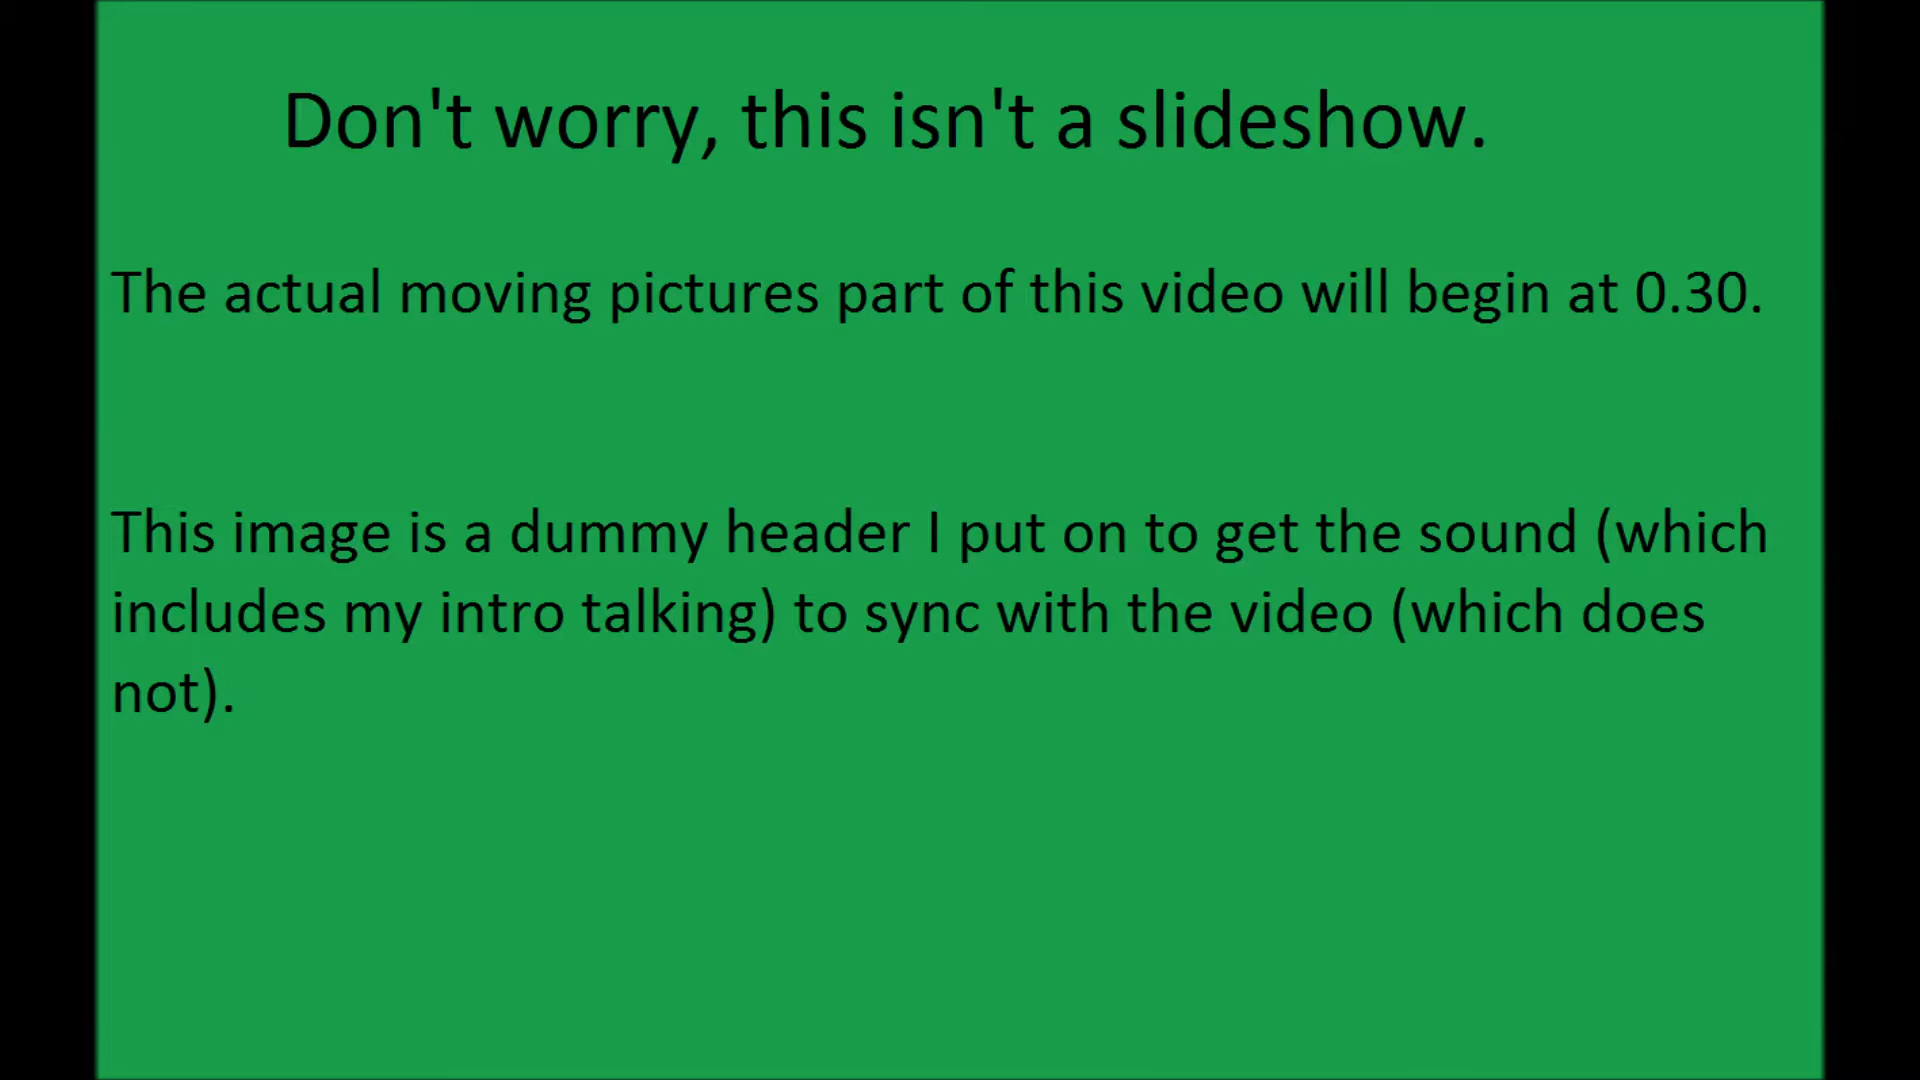 Don't worry, this isn't a slideshow.
The actual moving pictures part of this video will begin at 0.30.
This image is a dummy header I put on to get the sound (which
includes my intro talking) to sync with the video (which does
not).